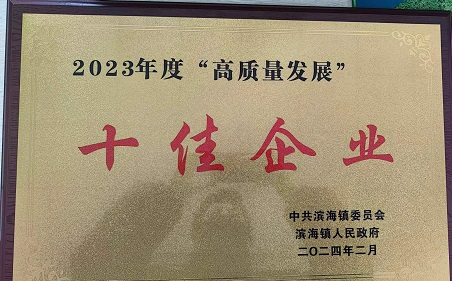 2023年度“高质量发展”
十佳企业
中共滨海镇委员会
滨海镇人民政府
二〇二四年二月